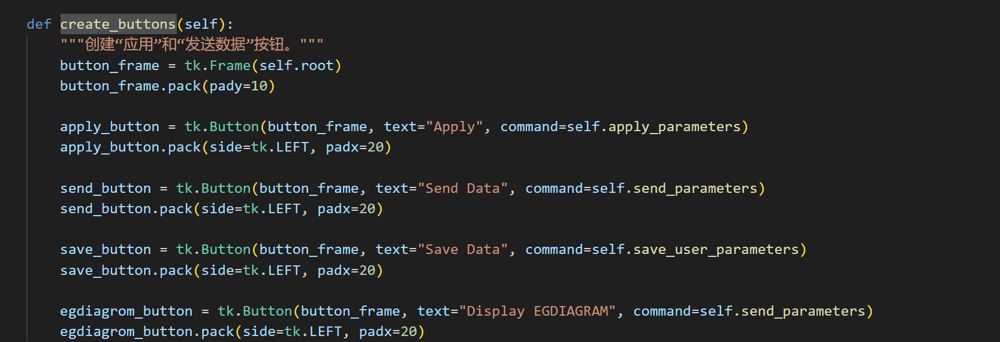 def create_buttons(self):
"""创建“应用”和“发送数据”按钮。"""
button_frame = tk.Frame(self.root)
button_frame.pack(pady=10)
apply_button = tk.Button(button_frame, text="Apply", command=self.apply_parameters)
apply_button.pack(side=tk.LEFT, padx=20)
send_button = tk.Button(button_frame, text="Send Data", command=self.send_parameters)
send_button.pack(side=tk.LEFT, padx=20)
save_button = tk.Button(button_frame, text="Save Data", command=self.save_user_parameters)
save_button.pack(side=tk.LEFT, padx=20)
egdiagrom_button = tk.Button(button_frame, text="Display EGDIAGRAM", command=self.send_parameters)
egdiagrom_button.pack(side=tk.LEFT, padx=20)